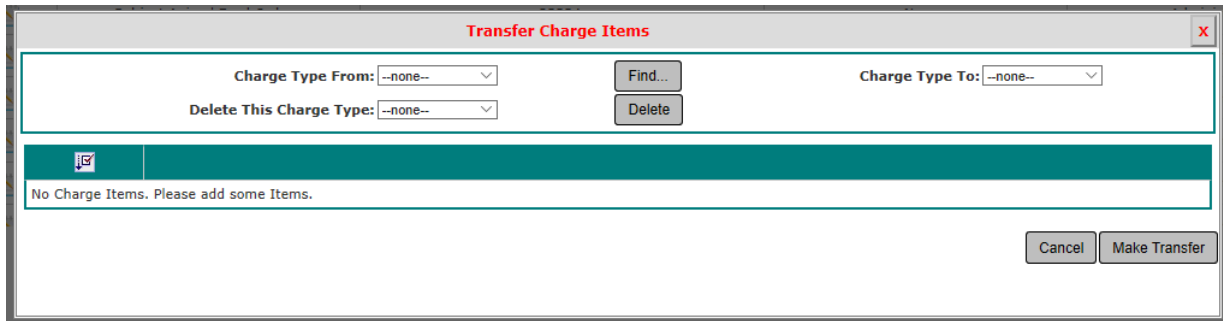 Transfer Charge Items
X
Charge Type From: --none--
Find...
Charge Type To: --none--
Delete This Charge Type: --none--
Delete
No Charge Items. Please add some Items.
Cancel
Make Transfer